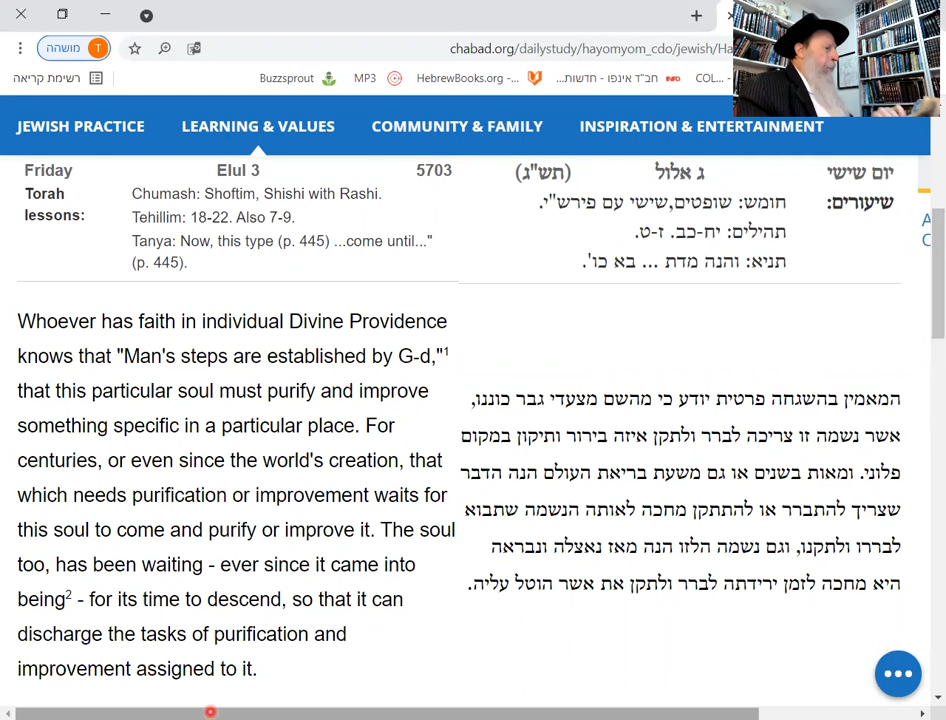 מושהה T
chabad.org/dailystudy/hayomyom_cdo/jewish/Ha
רשימת קריאה
Buzzsprout
MP3
HebrewBooks.org -...
חב"ד אינפו - חדשות...
INFO
COL...
JEWISH PRACTICE
LEARNING & VALUES
COMMUNITY & FAMILY
INSPIRATION & ENTERTAINMENT
Friday Elul 3 5703
Torah lessons:
Chumash: Shoftim, Shishi with Rashi.
Tehillim: 18-22. Also 7-9.
Tanya: Now, this type (p. 445) ...come until..."
(p. 445).
יום שישי ג אלול (תש"ג)
שיעורים:
חומש: שופטים,שישי עם פירש"י.
תהילים: יח-כב. ז-ט.
תניא: והנה מדת ... בא כו'.
Whoever has faith in individual Divine Providence
knows that "Man's steps are established by G-d,"1
that this particular soul must purify and improve
something specific in a particular place. For
centuries, or even since the world's creation, that
which needs purification or improvement waits for
this soul to come and purify or improve it. The soul
too, has been waiting - ever since it came into
being2 - for its time to descend, so that it can
discharge the tasks of purification and
improvement assigned to it.
המאמין בהשגחה פרטית יודע כי מהשם מצעדי גבר כוננו,
אשר נשמה זו צריכה לברר ולתקן איזה בירור ותיקון במקום
פלוני. ומאות בשנים או גם משעת בריאת העולם הנה הדבר
שצריך להתברר או להתתקן מחכה לאותה הנשמה שתבוא
לבררו ולתקנו, וגם נשמה הלזו הנה מאז נאצלה ונבראה
היא מחכה לזמן ירידתה לברר ולתקן את אשר הוטל עליה.
A
C